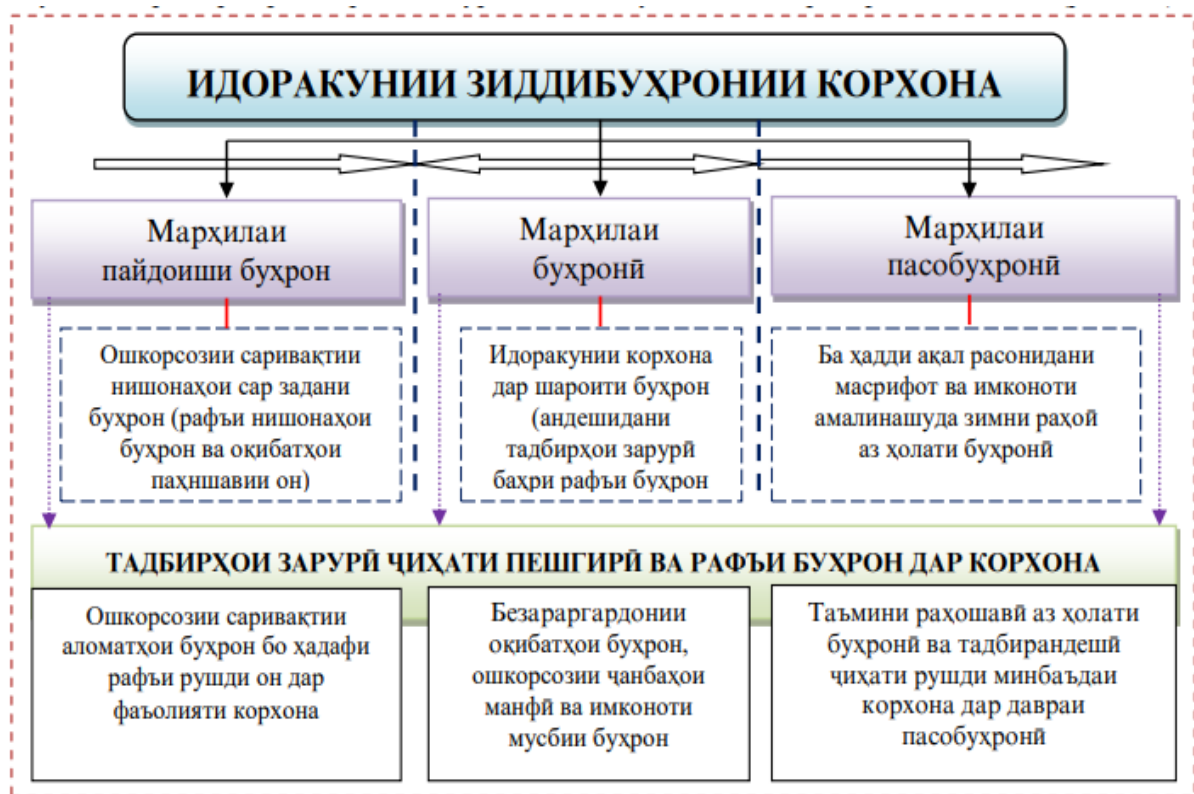 ИДОРАКУНИИ ЗИДДИБУҲРОНИИ КОРХОНА
Марҳилаи
пайдоиши буҳрон
Марҳилаи
буҳронӣ
Марҳилаи
пасобуҳронӣ
Ошкорсозии саривақтии
нишонаҳои сар задани
буҳрон (рафъи нишонаҳои
буҳрон ва оқибатҳои
паҳншавии он)
Идоракунии корхона
дар шароити буҳрон
(андешидани
тадбирҳои зарурӣ
баҳри рафъи буҳрон
Ба ҳадди ақал расонидани
масрифот ва имконоти
амалинашуда зимни раҳоӣ
аз ҳолати буҳронӣ
ТАДБИРҲОИ ЗАРУРӢ ҶИҲАТИ ПЕШГИРӢ ВА РАФЪИ БУҲРОН ДАР КОРХОНА
Ошкорсозии саривақтии
аломатҳои буҳрон бо ҳадафи
рафъи рушди он дар
фаъолияти корхона
Безараргардонии
оқибатҳои буҳрон,
ошкорсозии ҷанбаҳои
манфӣ ва имконоти
мусбии буҳрон
Таъмини раҳошавӣ аз ҳолати
буҳронӣ ва тадбирандешӣ
ҷиҳати рушди минбаъдаи
корхона дар давраи
пасобуҳронӣ